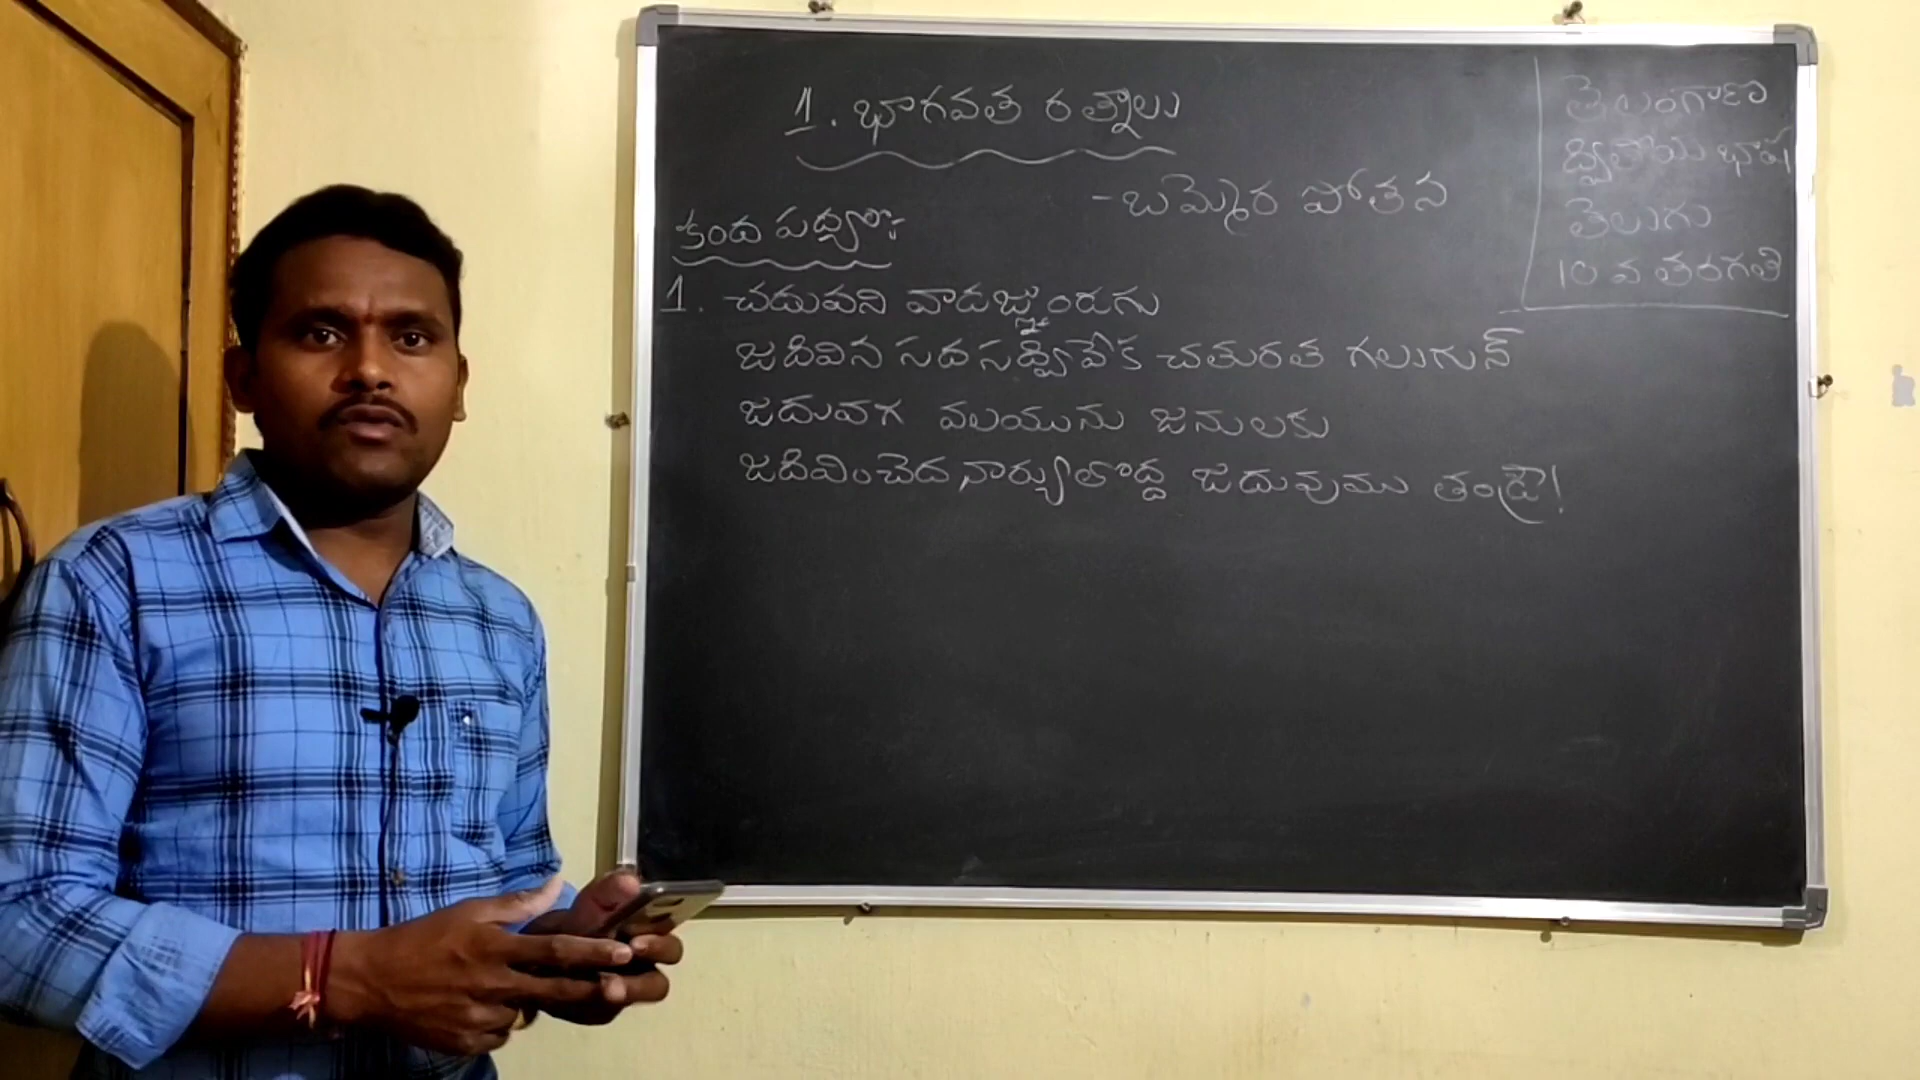 1. భాగవత రత్నాలు
-బమ్మెర పోతన
కంద పద్యం:-
1. చదువని వాడజ్ఞుండగు
జదివిన సదసద్వివేక చతురత గలుగున్
జదువగ వలయును జనులకు
జదివించెదనార్యులొద్ద జదువుము తండ్రీ!
తెలంగాణ
ద్వితీయ భాష
తెలుగు
10 వ తరగతి